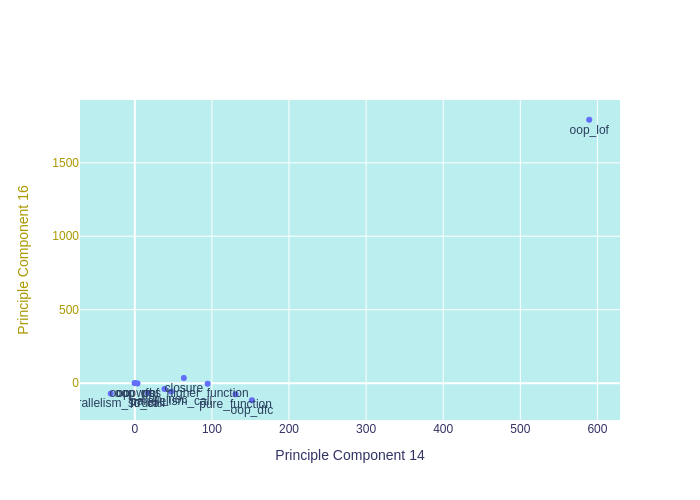 Principle Component 16
1500
1000
500
0
oop_lof
closure
higher_function
pure_function
oop_dfc
0
100
200
300
400
500
600
Principle Component 14